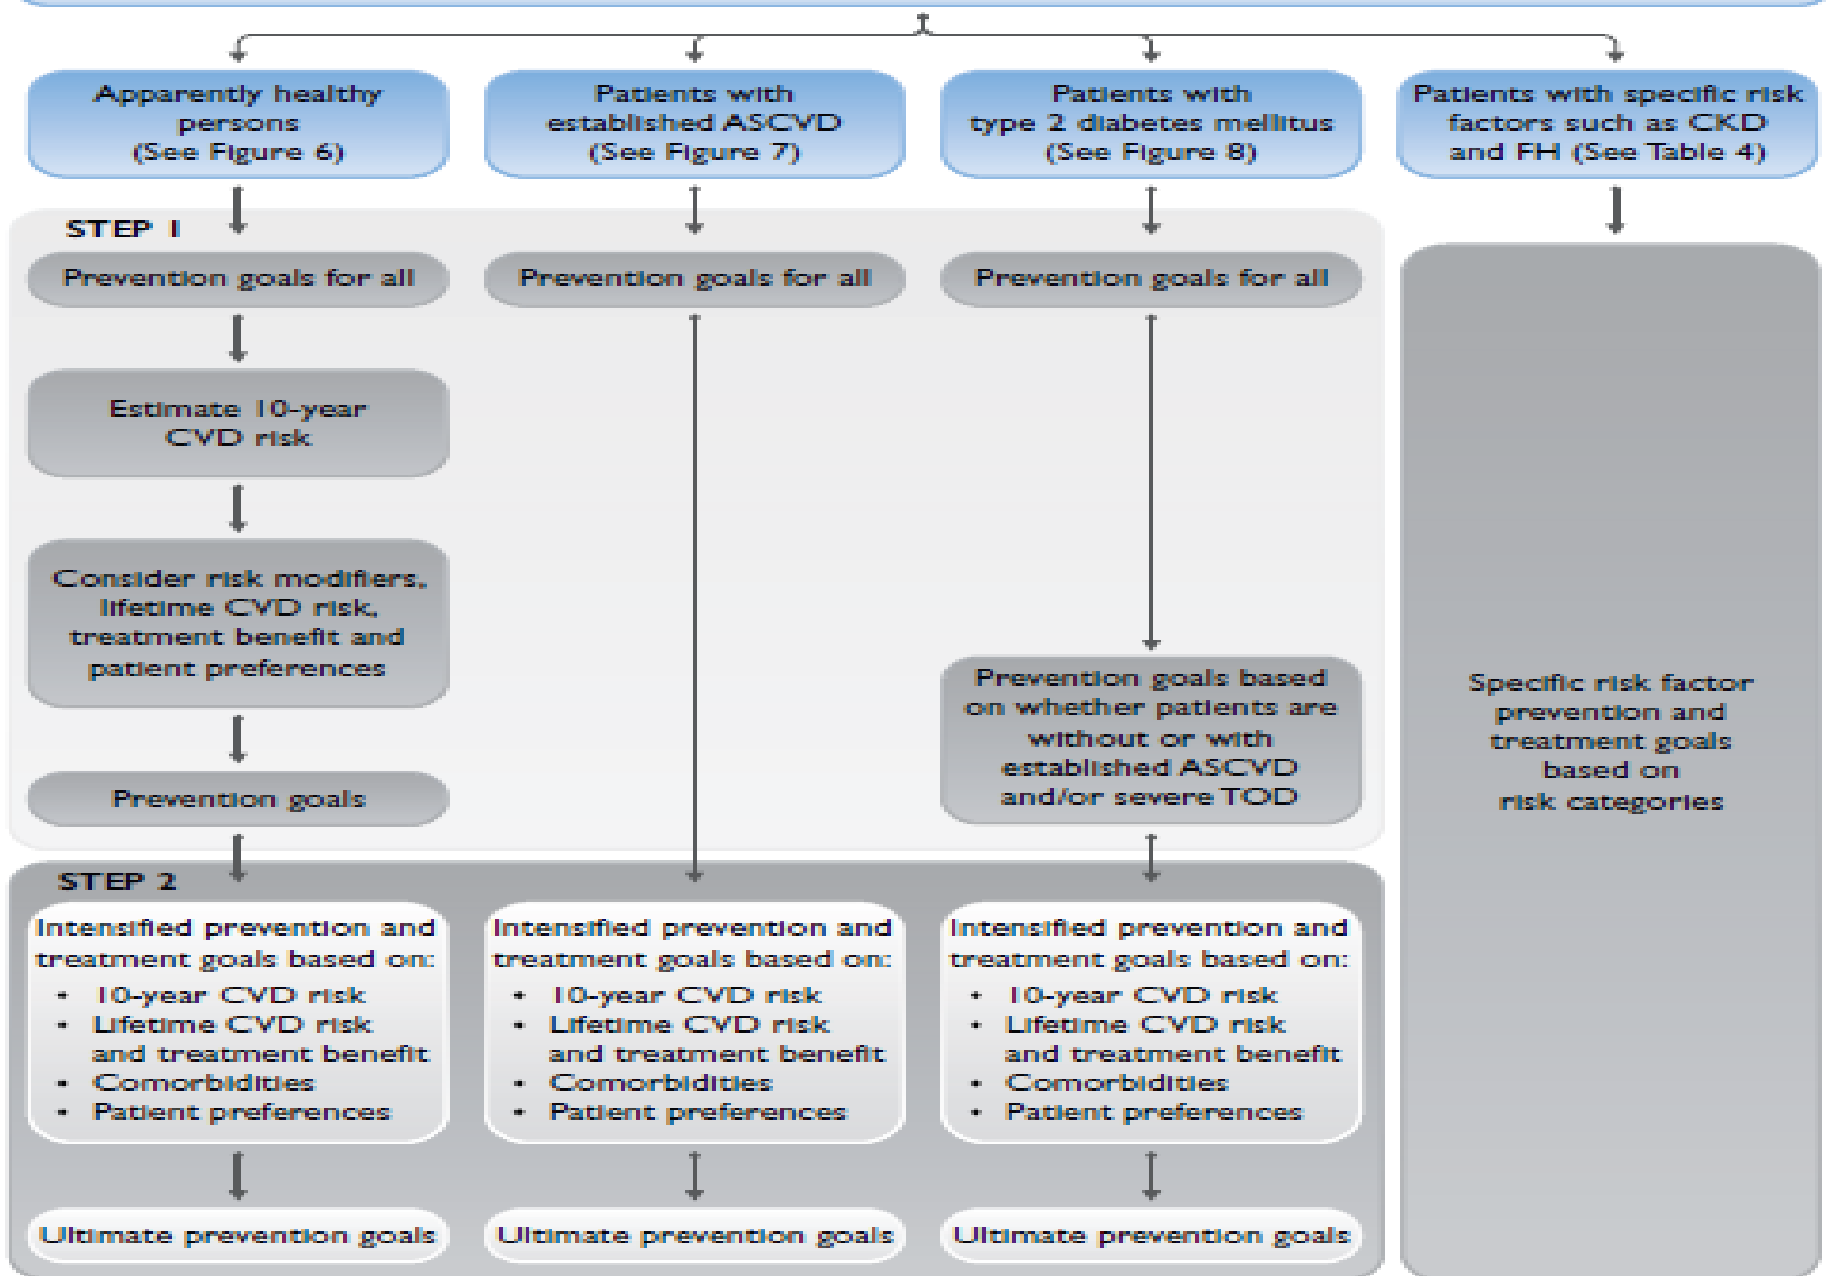 Apparently healthy
persons
(See Figure 6)
Patients with
established ASCVD
(See Figure 7)
Patients with
type 2 diabetes mellitus
(See Figure 8)
Patients with specific risk
factors such as CKD
and FH (See Table 4)
STEP 1
Prevention goals for all
Prevention goals for all
Prevention goals for all
Estimate 10-year
CVD risk
Consider risk modifiers,
lifetime CVD risk,
treatment benefit and
patient preferences
Prevention goals
Prevention goals based
on whether patients are
without or with
established ASCVD
and/or severe TOD
Specific risk factor
prevention and
treatment goals
based on
risk categories
STEP 2
Intensified prevention and
treatment goals based on:
• 10-year CVD risk
• Lifetime CVD risk
and treatment benefit
• Comorbidities
• Patient preferences
Intensified prevention and
treatment goals based on:
• 10-year CVD risk
• Lifetime CVD risk
and treatment benefit
• Comorbidities
• Patient preferences
Intensified prevention and
treatment goals based on:
• 10-year CVD risk
• Lifetime CVD risk
and treatment benefit
• Comorbidities
• Patient preferences
Ultimate prevention goals
Ultimate prevention goals
Ultimate prevention goals